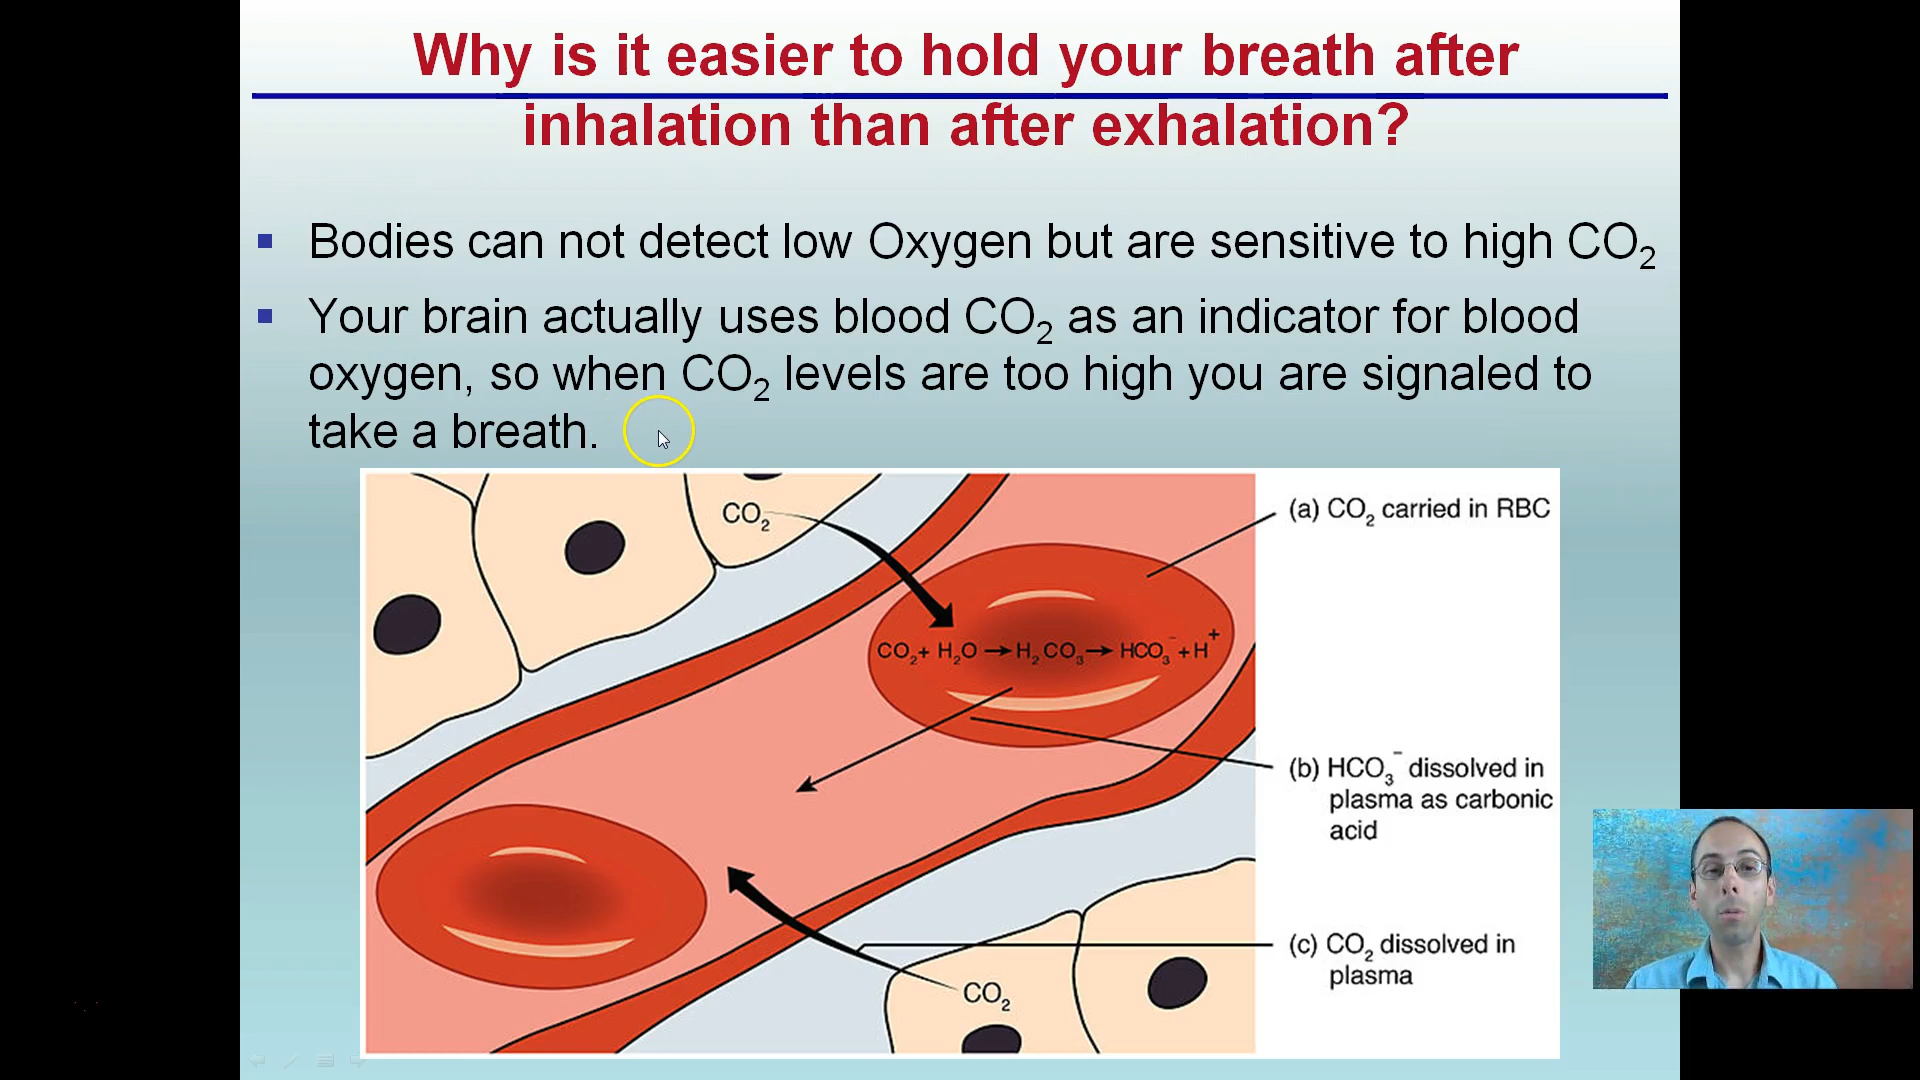 Why is it easier to hold your breath after
inhalation than after exhalation?
▪ Bodies can not detect low Oxygen but are sensitive to high CO₂
▪ Your brain actually uses blood CO₂ as an indicator for blood
oxygen, so when CO₂ levels are too high you are signaled to
take a breath.
CO₂
(a) CO₂ carried in RBC
CO₂+ H₂O → H₂CO₃ → HCO₃⁻ + H⁺
(b) HCO₃⁻ dissolved in
plasma as carbonic
acid
(c) CO₂ dissolved in
plasma
CO₂